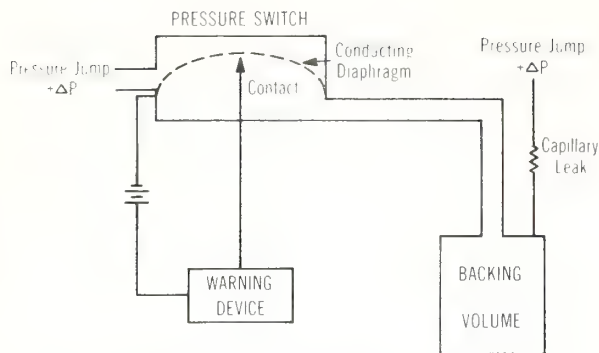 PRESSURE SWITCH
Pressure Jump
+ΔP
Conducting
Diaphragm
Contact
Pressure Jump
+ΔP
Capillary
Leak
WARNING
DEVICE
BACKING
VOLUME